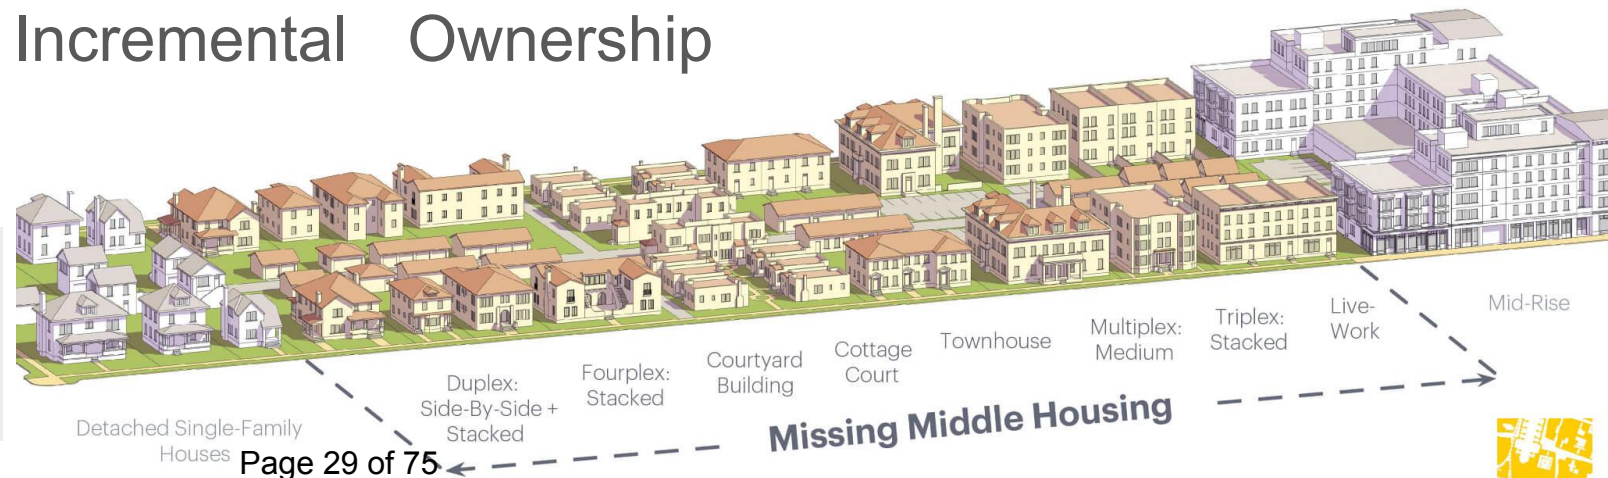 Incremental Ownership
Detached Single-Family
Houses
Duplex:
Side-By-Side +
Stacked
Fourplex:
Stacked
Courtyard
Building
Cottage
Court
Townhouse
Multiplex:
Medium
Triplex:
Stacked
Live-
Work
Mid-Rise
Missing Middle Housing
Page 29 of 75